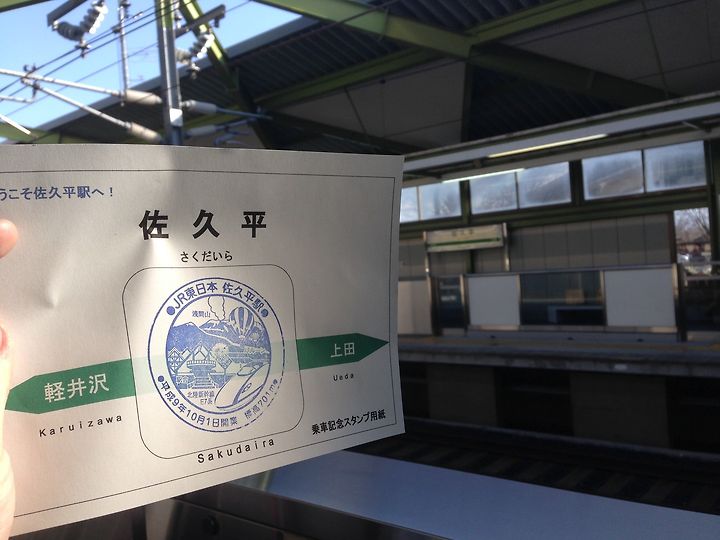 うこそ佐久平駅へ！
佐久平
さくだいら
●JR東日本 佐久平駅●
浅間山
北陸新幹線
E7系
●平成9年10月1日開業 標高701m●
軽井沢
Karuizawa
上田
Ueda
Sakudaira
乗車記念スタンプ用紙